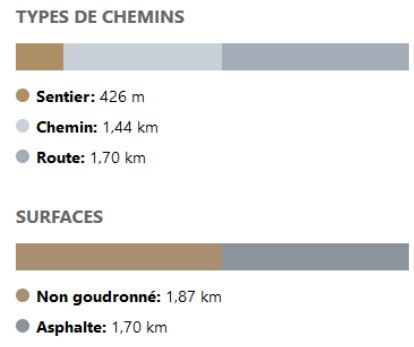 TYPES DE CHEMINS
Sentier: 426 m
Chemin: 1,44 km
Route: 1,70 km
SURFACES
Non goudronné: 1,87 km
Asphalte: 1,70 km